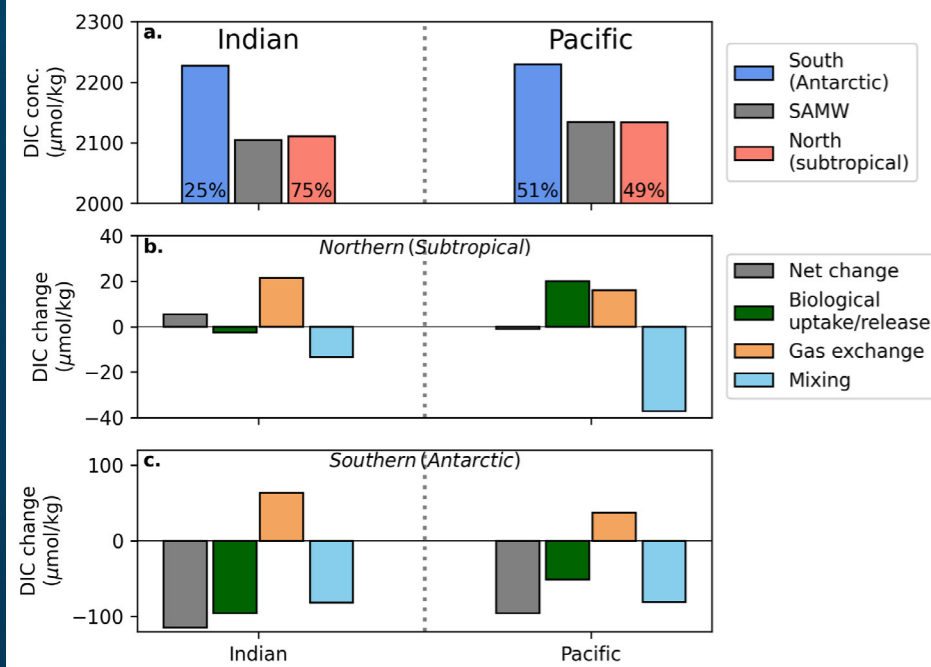 a.
Indian
Pacific
2300
2200
2100
2000
DIC conc.
(μmol/kg)
25%
75%
51%
49%
South
(Antarctic)
SAMW
North
(subtropical)
b.
Northern (Subtropical)
40
20
0
−20
−40
DIC change
(μmol/kg)
Net change
Biological
uptake/release
Gas exchange
Mixing
c.
Southern (Antarctic)
100
0
−100
DIC change
(μmol/kg)
Indian
Pacific